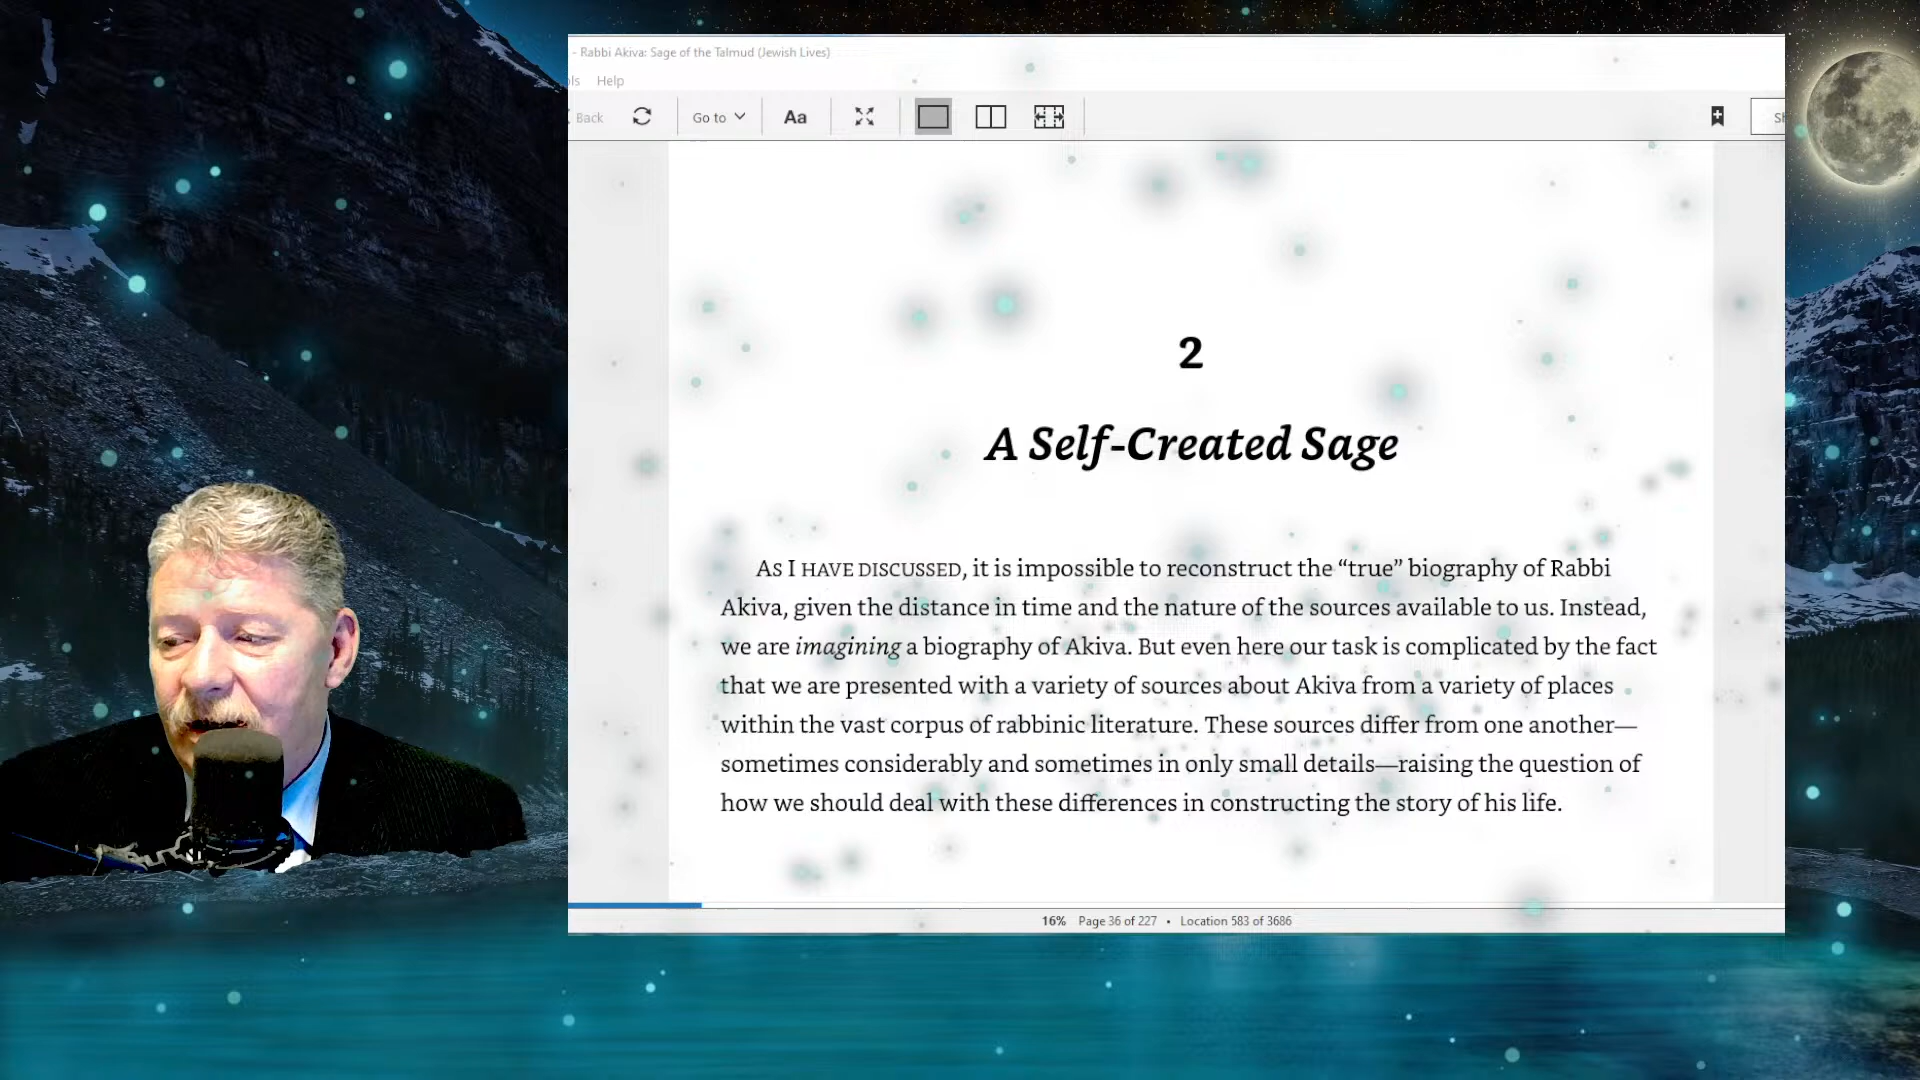 - Rabbi Akiva: Sage of the Talmud (Jewish Lives)
Help
Back
Go to
Aa
2
A Self-Created Sage
As I HAVE DISCUSSED, it is impossible to reconstruct the “true” biography of Rabbi
Akiva, given the distance in time and the nature of the sources available to us. Instead,
we are imagining a biography of Akiva. But even here our task is complicated by the fact
that we are presented with a variety of sources about Akiva from a variety of places
within the vast corpus of rabbinic literature. These sources differ from one another—
sometimes considerably and sometimes in only small details—raising the question of
how we should deal with these differences in constructing the story of his life.
16% Page 36 of 227 • Location 583 of 3686